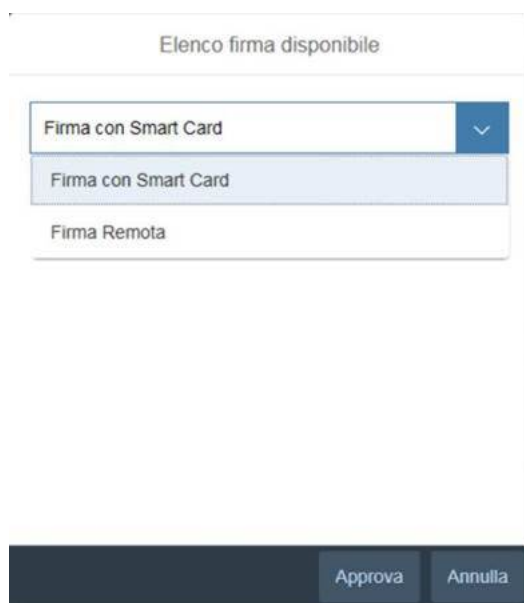 Elenco firma disponibile
Firma con Smart Card
Firma con Smart Card
Firma Remota
Approva Annulla